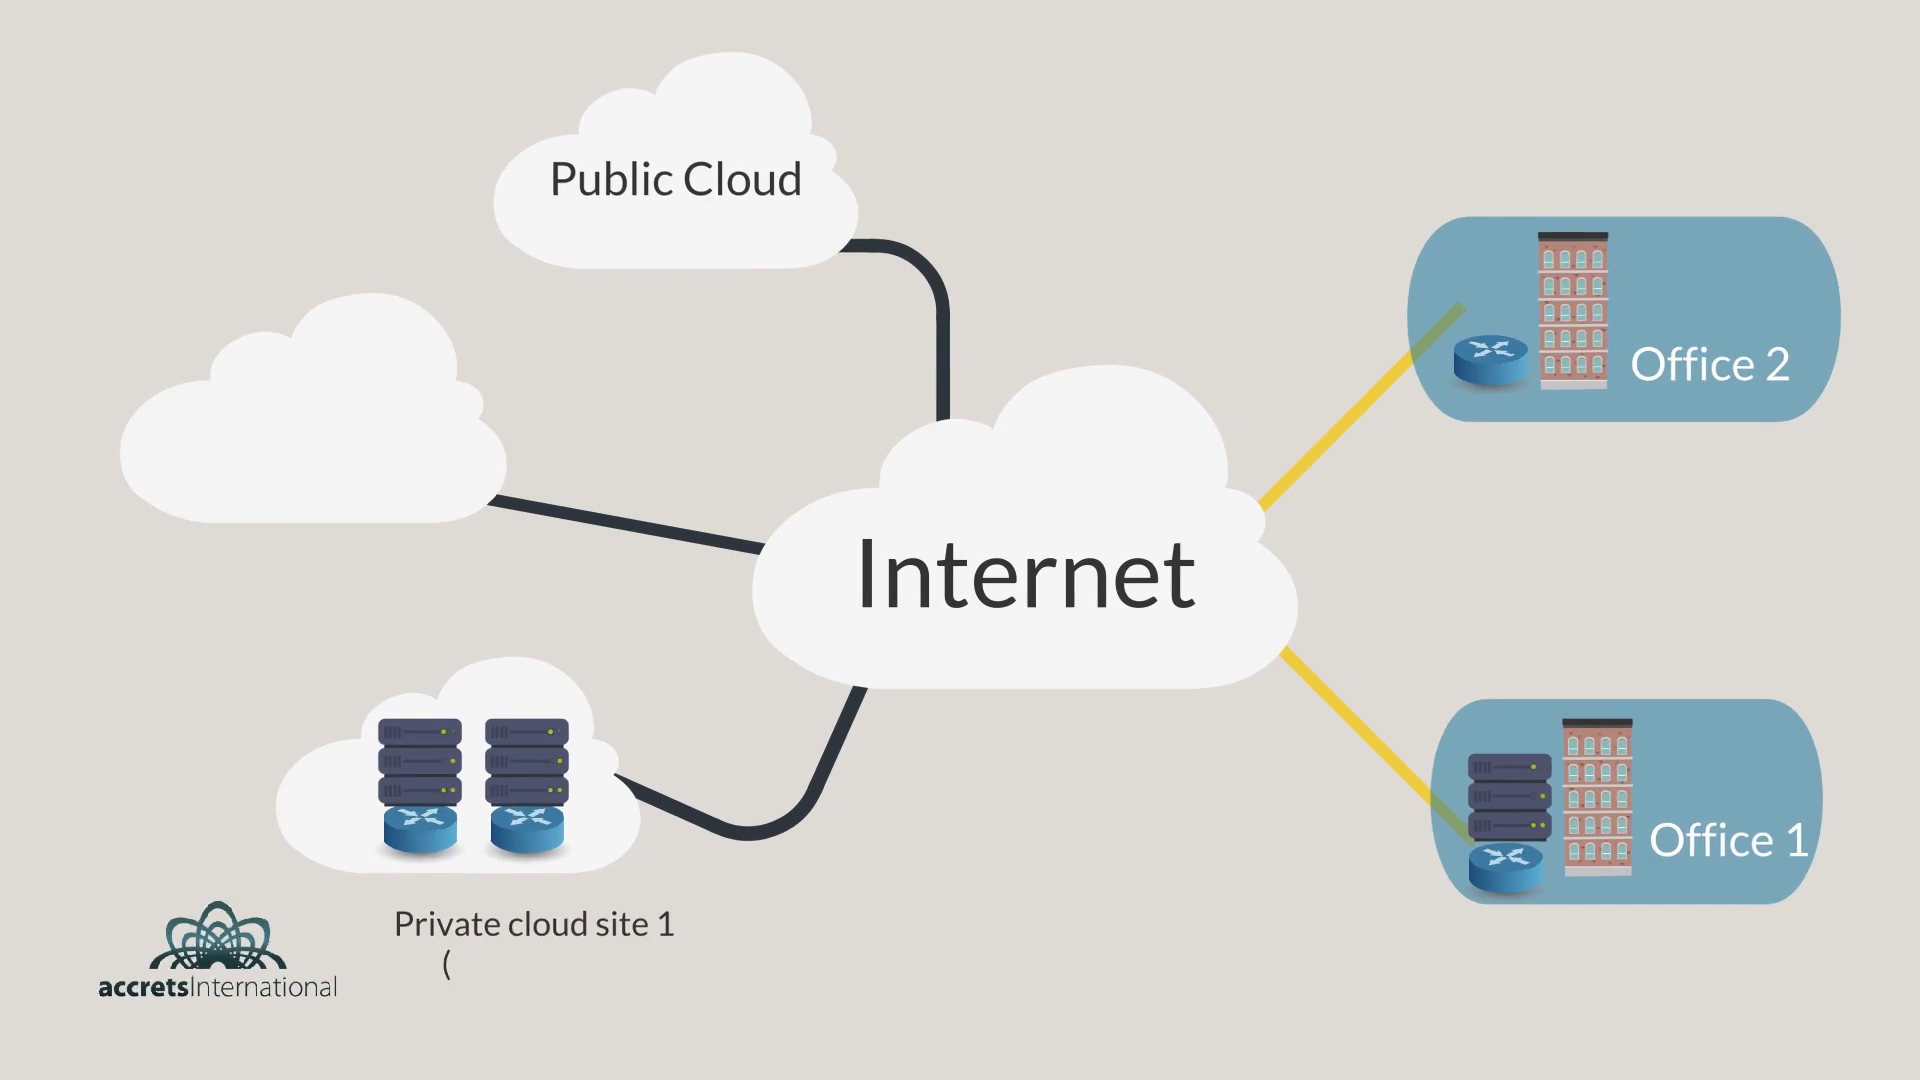 Public Cloud
Office 2
Internet
Office 1
Private cloud site 1
(
accretsInternational